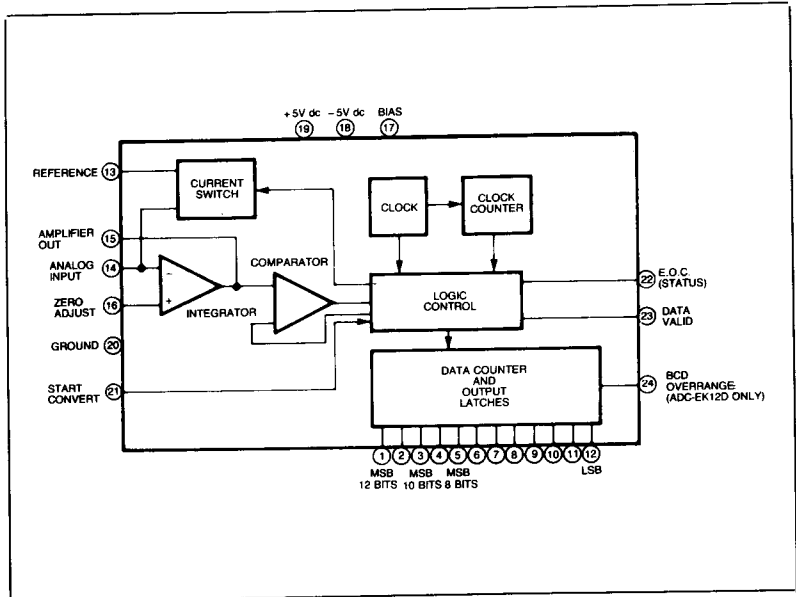 +5V dc −5V dc BIAS
19 18 17
REFERENCE 13
CURRENT
SWITCH
CLOCK
CLOCK
COUNTER
AMPLIFIER
OUT 15
ANALOG
INPUT 14
ZERO
ADJUST 16
−
+
INTEGRATOR
COMPARATOR
LOGIC
CONTROL
22 E.O.C.
(STATUS)
23 DATA
VALID
GROUND 20
START
CONVERT 21
DATA COUNTER
AND
OUTPUT
LATCHES
24 BCD
OVERRANGE
(ADC-EK12D ONLY)
1 2 3 4 5 6 7 8 9 10 11 12
MSB MSB MSB LSB
12 BITS 10 BITS 8 BITS